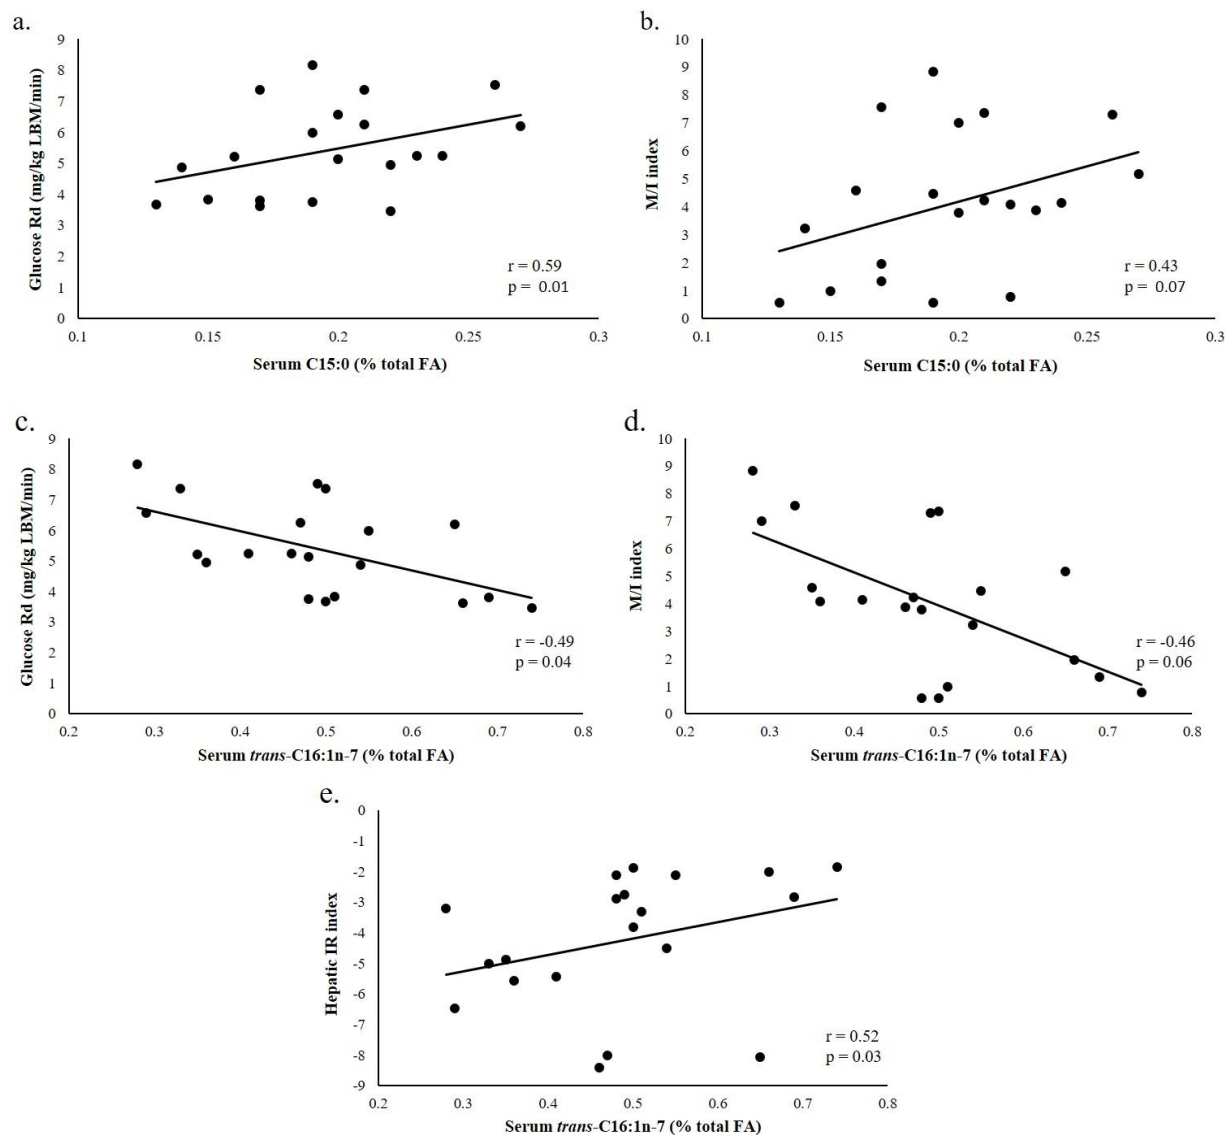 a.
Glucose Rd (mg/kg LBM/min)
9
8
7
6
5
4
3
2
1
0
r = 0.59
p = 0.01
0.1 0.15 0.2 0.25 0.3
Serum C15:0 (% total FA)
b.
M/I index
10
9
8
7
6
5
4
3
2
1
0
r = 0.43
p = 0.07
0.1 0.15 0.2 0.25 0.3
Serum C15:0 (% total FA)
c.
Glucose Rd (mg/kg LBM/min)
9
8
7
6
5
4
3
2
1
0
r = -0.49
p = 0.04
0.2 0.3 0.4 0.5 0.6 0.7 0.8
Serum trans-C16:1n-7 (% total FA)
d.
M/I index
10
9
8
7
6
5
4
3
2
1
0
r = -0.46
p = 0.06
0.2 0.3 0.4 0.5 0.6 0.7 0.8
Serum trans-C16:1n-7 (% total FA)
e.
Hepatic IR index
0
-1
-2
-3
-4
-5
-6
-7
-8
-9
r = 0.52
p = 0.03
0.2 0.3 0.4 0.5 0.6 0.7 0.8
Serum trans-C16:1n-7 (% total FA)